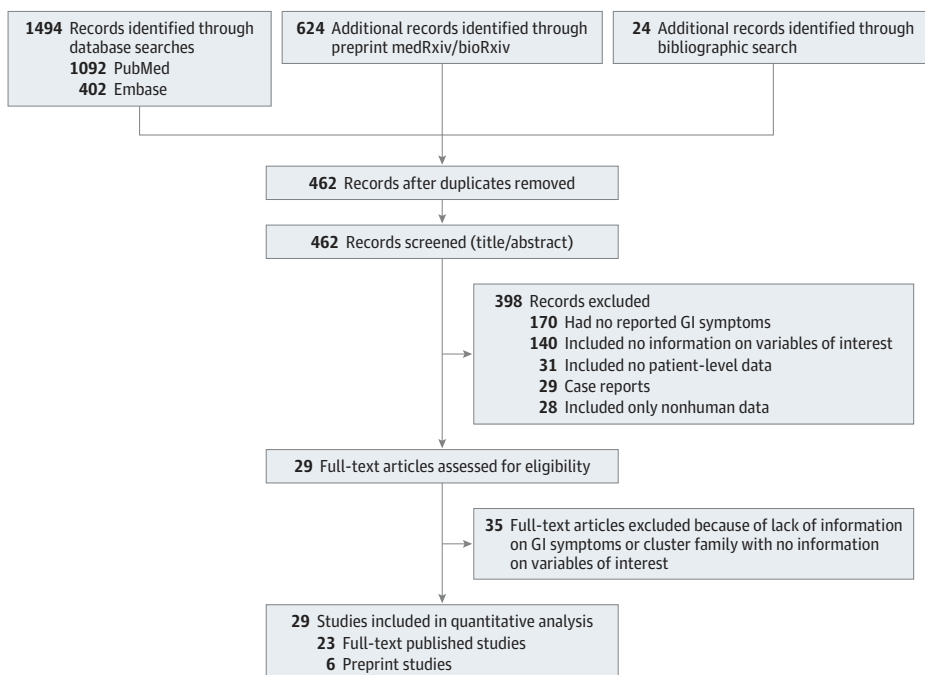 1494 Records identified through
database searches
1092 PubMed
402 Embase
624 Additional records identified through
preprint medRxiv/bioRxiv
24 Additional records identified through
bibliographic search
462 Records after duplicates removed
462 Records screened (title/abstract)
398 Records excluded
170 Had no reported GI symptoms
140 Included no information on variables of interest
31 Included no patient-level data
29 Case reports
28 Included only nonhuman data
29 Full-text articles assessed for eligibility
35 Full-text articles excluded because of lack of information
on GI symptoms or cluster family with no information
on variables of interest
29 Studies included in quantitative analysis
23 Full-text published studies
6 Preprint studies